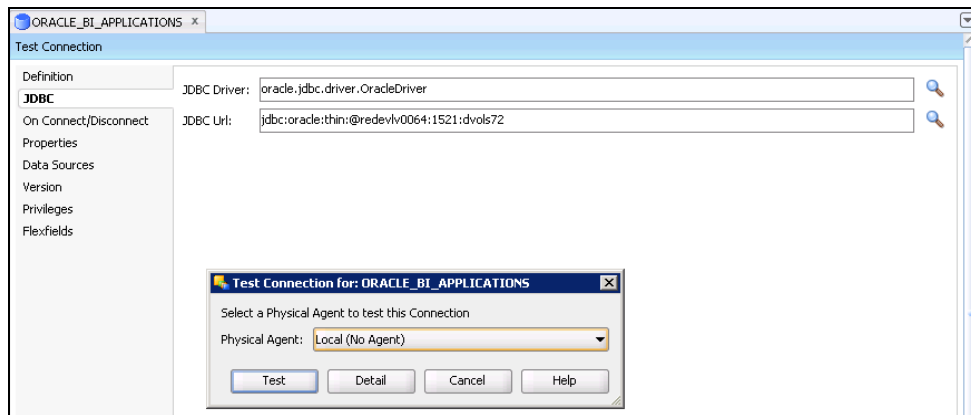 ORACLE_BI_APPLICATIONS
Test Connection
Definition
JDBC
On Connect/Disconnect
Properties
Data Sources
Version
Privileges
Flexfields
JDBC Driver: oracle.jdbc.driver.OracleDriver
JDBC Url: jdbc:oracle:thin:@redevlv0064:1521:dvols72
Test Connection for: ORACLE_BI_APPLICATIONS
Select a Physical Agent to test this Connection
Physical Agent: Local (No Agent)
Test Detail Cancel Help